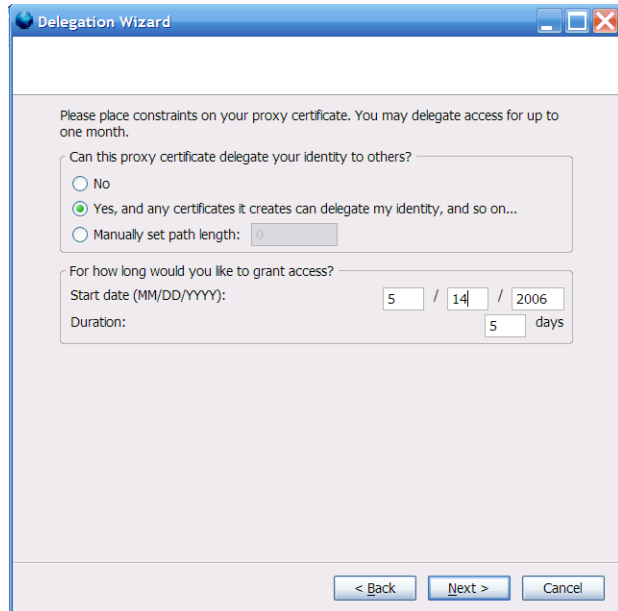 Delegation Wizard
Please place constraints on your proxy certificate. You may delegate access for up to
one month.
Can this proxy certificate delegate your identity to others?
No
Yes, and any certificates it creates can delegate my identity, and so on...
Manually set path length: 0
For how long would you like to grant access?
Start date (MM/DD/YYYY): 5 / 14 / 2006
Duration: 5 days
< Back Next > Cancel